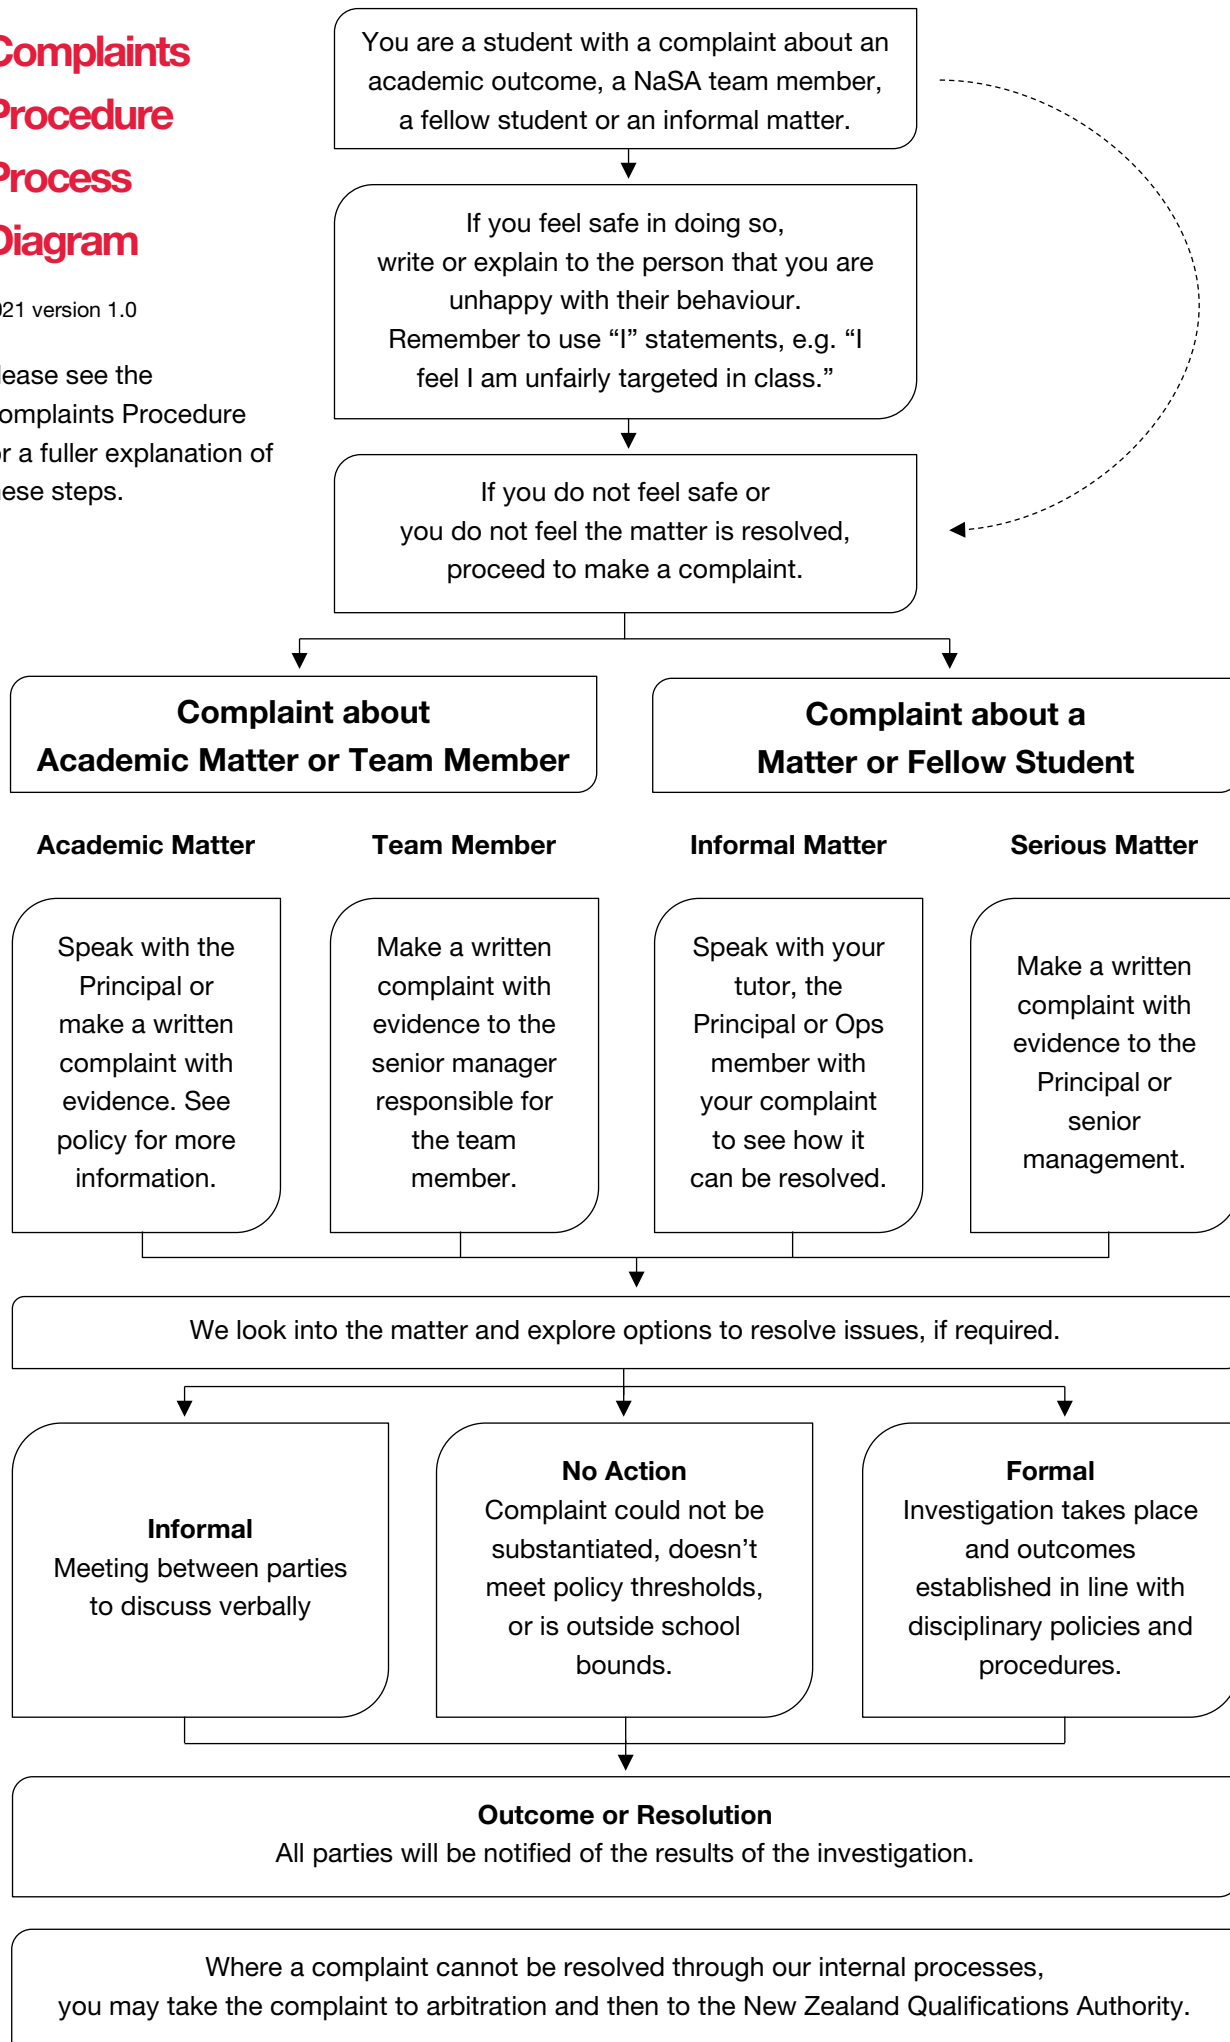 Complaints
Procedure
Process
Diagram
021 version 1.0
lease see the
omplaints Procedure
or a fuller explanation of
hese steps.
You are a student with a complaint about an
academic outcome, a NaSA team member,
a fellow student or an informal matter.
If you feel safe in doing so,
write or explain to the person that you are
unhappy with their behaviour.
Remember to use “I” statements, e.g. “I
feel I am unfairly targeted in class.”
If you do not feel safe or
you do not feel the matter is resolved,
proceed to make a complaint.
Complaint about
Academic Matter or Team Member
Complaint about a
Matter or Fellow Student
Academic Matter
Team Member
Informal Matter
Serious Matter
Speak with the
Principal or
make a written
complaint with
evidence. See
policy for more
information.
Make a written
complaint with
evidence to the
senior manager
responsible for
the team
member.
Speak with your
tutor, the
Principal or Ops
member with
your complaint
to see how it
can be resolved.
Make a written
complaint with
evidence to the
Principal or
senior
management.
We look into the matter and explore options to resolve issues, if required.
Informal
Meeting between parties
to discuss verbally
No Action
Complaint could not be
substantiated, doesn’t
meet policy thresholds,
or is outside school
bounds.
Formal
Investigation takes place
and outcomes
established in line with
disciplinary policies and
procedures.
Outcome or Resolution
All parties will be notified of the results of the investigation.
Where a complaint cannot be resolved through our internal processes,
you may take the complaint to arbitration and then to the New Zealand Qualifications Authority.